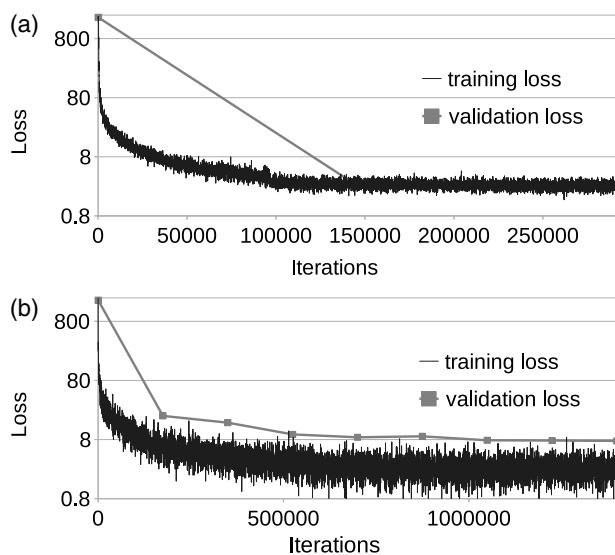 (a)
800
80
8
0.8
Loss
training loss
validation loss
0 50000 100000 150000 200000 250000
Iterations
(b)
800
80
8
0.8
Loss
training loss
validation loss
0 500000 1000000
Iterations